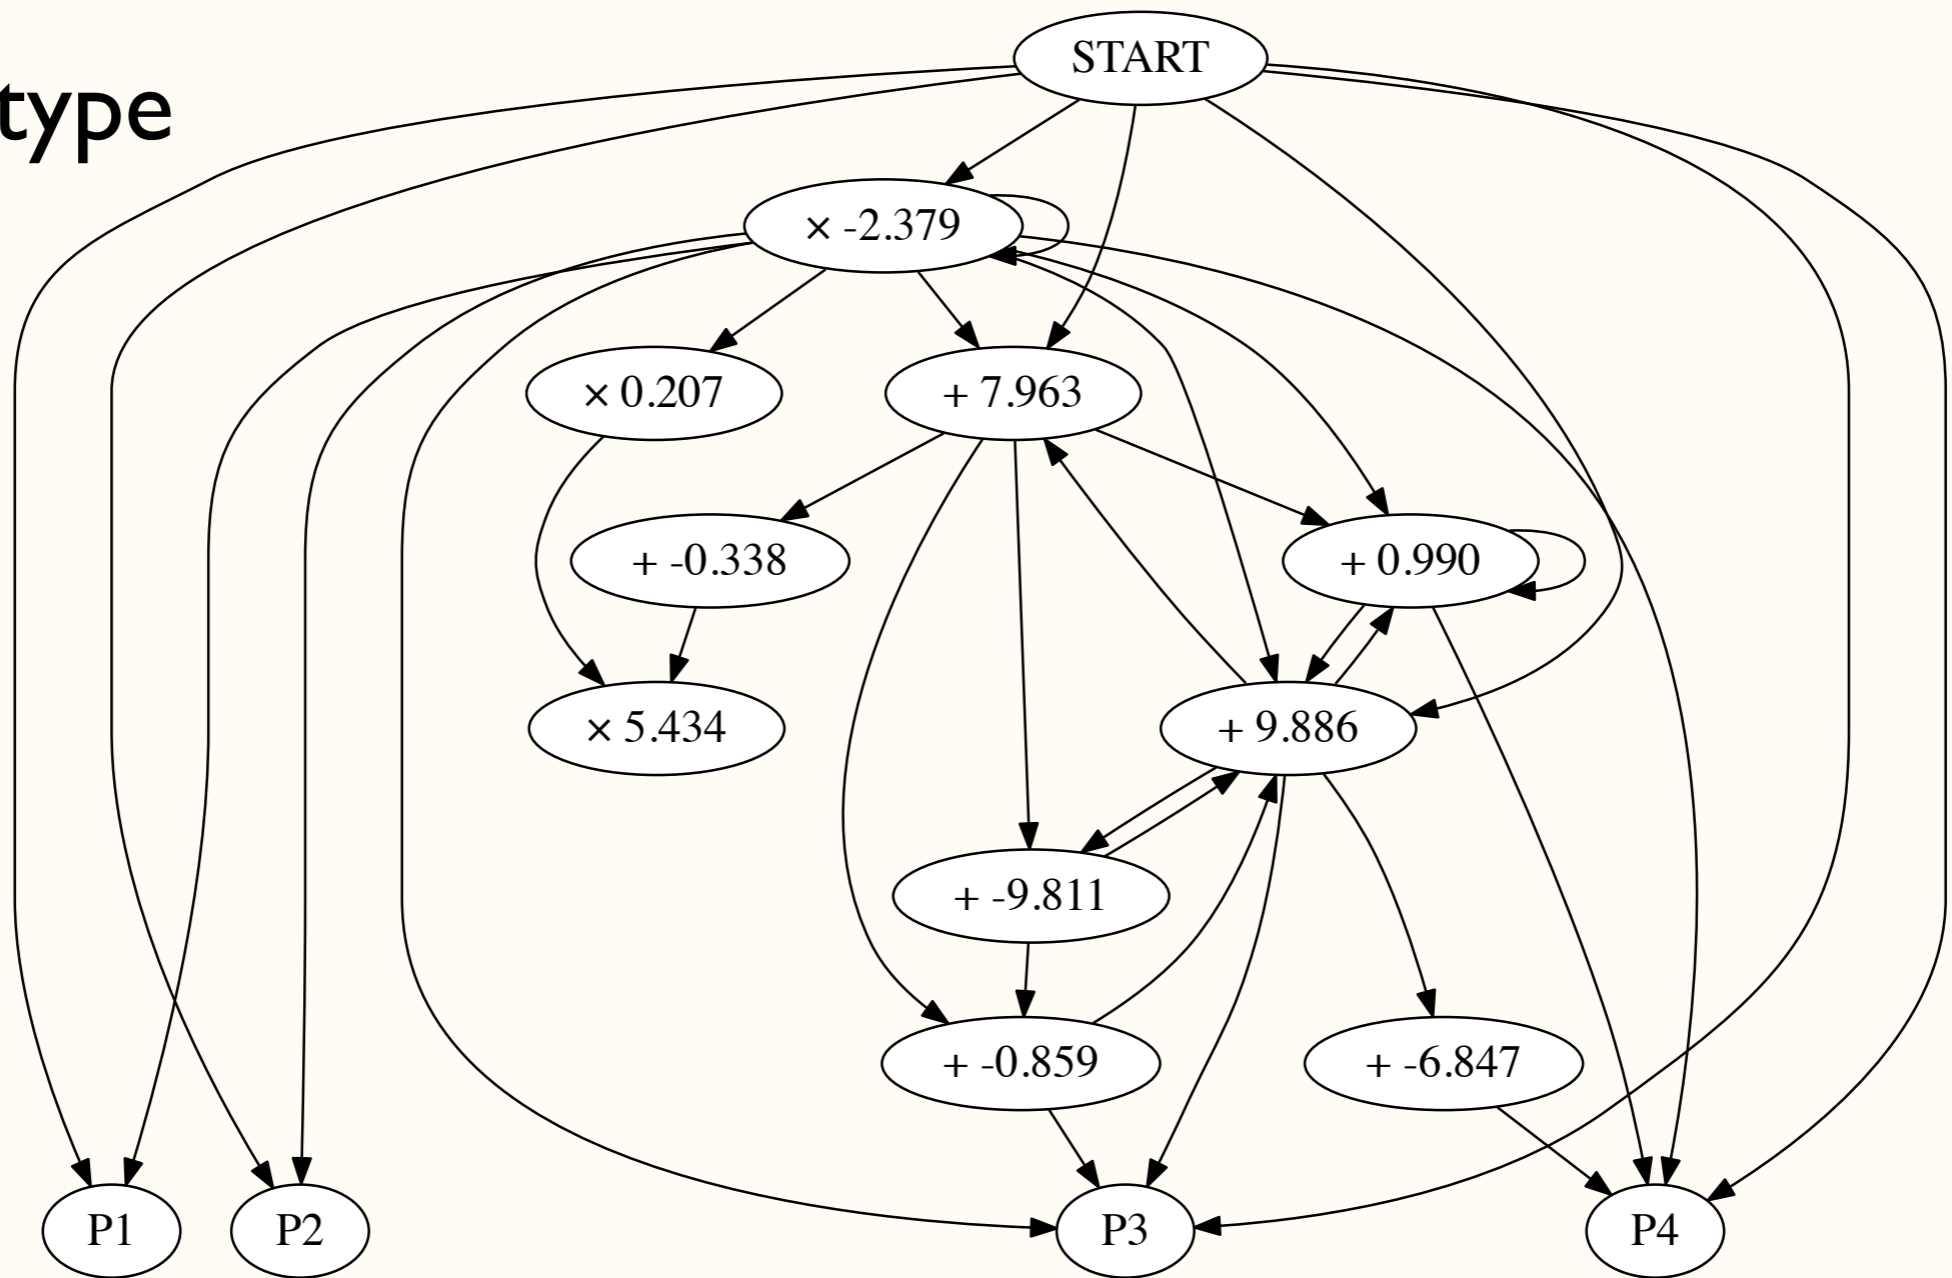 START
type
× -2.379
× 0.207
+ 7.963
+ -0.338
+ 0.990
× 5.434
+ 9.886
+ -9.811
+ -0.859
+ -6.847
P1
P2
P3
P4